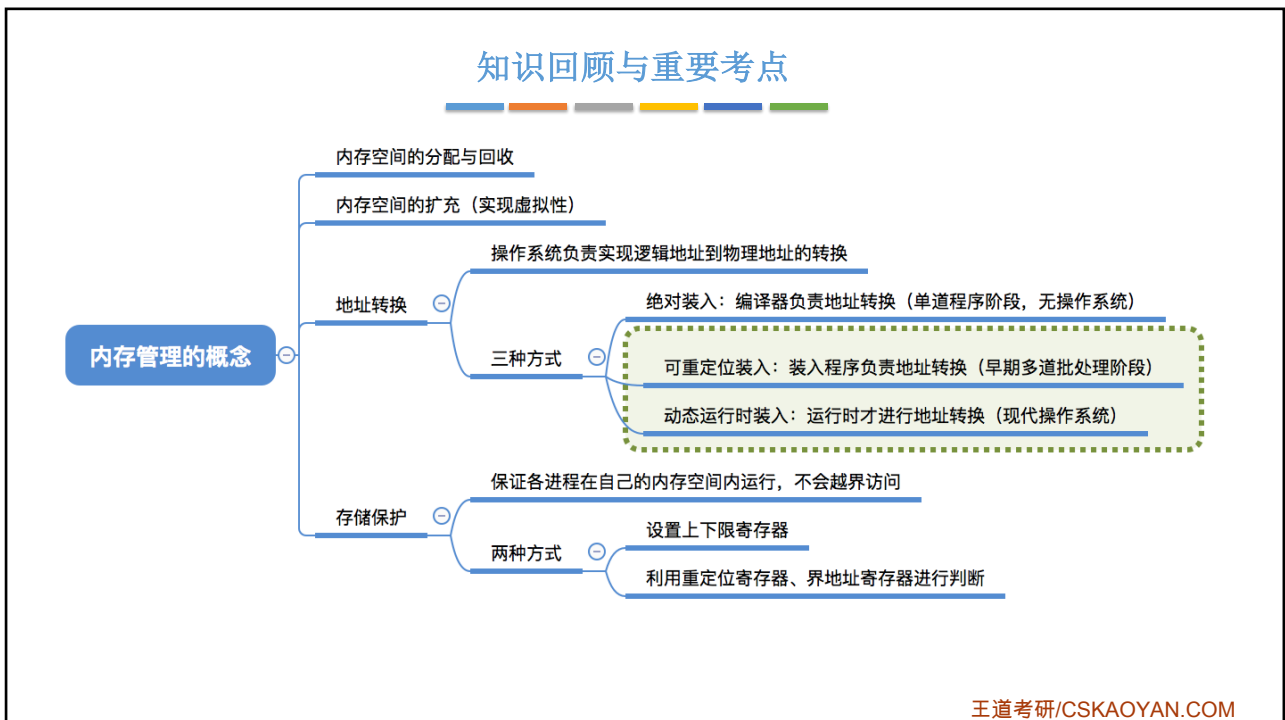 知识回顾与重要考点
内存空间的分配与回收
内存空间的扩充（实现虚拟性）
操作系统负责实现逻辑地址到物理地址的转换
地址转换
绝对装入：编译器负责地址转换（单道程序阶段，无操作系统）
内存管理的概念
三种方式
可重定位装入：装入程序负责地址转换（早期多道批处理阶段）
动态运行时装入：运行时才进行地址转换（现代操作系统）
保证各进程在自己的内存空间内运行，不会越界访问
存储保护
设置上下限寄存器
两种方式
利用重定位寄存器、界地址寄存器进行判断
王道考研/CSKAOYAN.COM